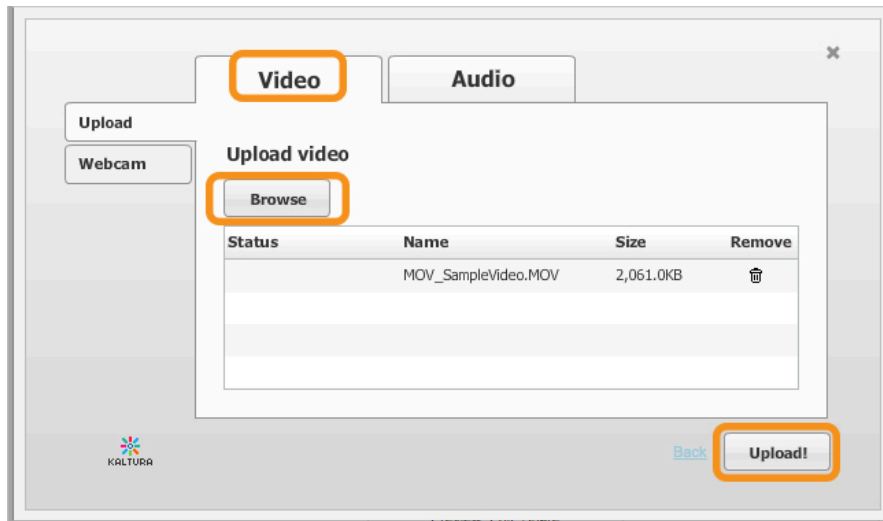 Video
Audio
Upload
Webcam
Upload video
Browse
Status Name Size Remove
MOV_SampleVideo.MOV 2,061.0KB
KALTURA
Back
Upload!